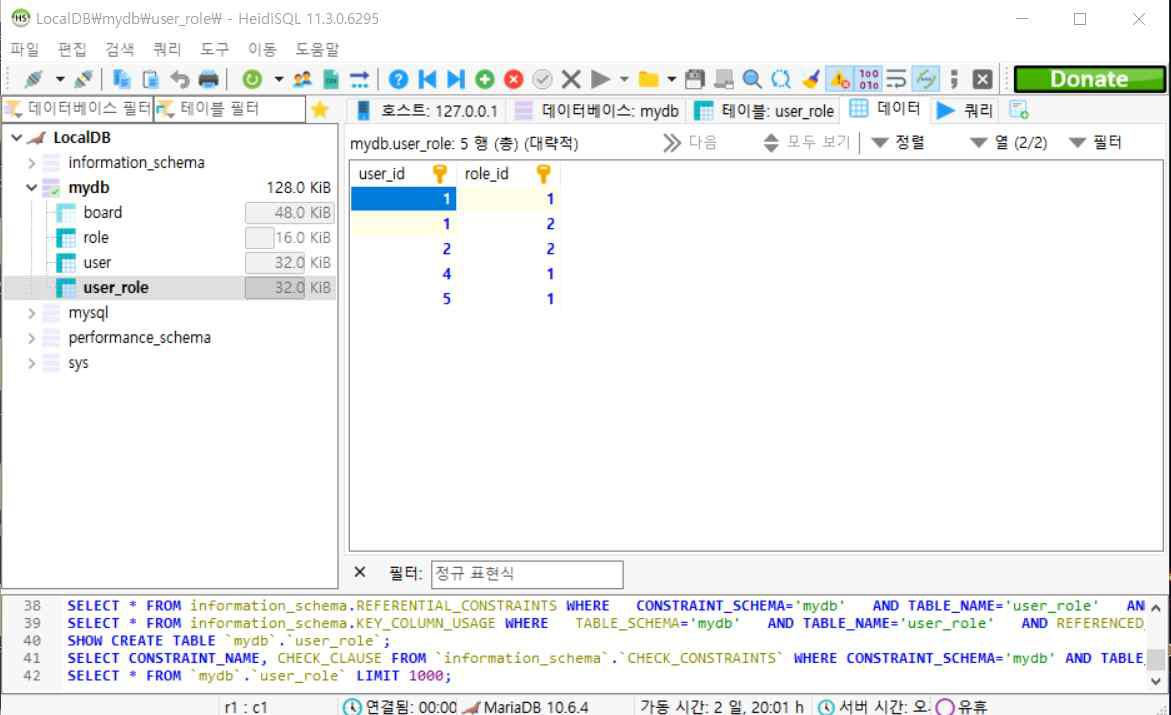 LocalDB₩mydb₩user_role₩ - HeidiSQL 11.3.0.6295
파일 편집 검색 쿼리 도구 이동 도움말
Donate
데이터베이스 필터 테이블 필터
호스트: 127.0.0.1 데이터베이스: mydb 테이블: user_role 데이터 쿼리
LocalDB
information_schema
mydb 128.0 KiB
board 48.0 KiB
role 16.0 KiB
user 32.0 KiB
user_role 32.0 KiB
mysql
performance_schema
sys
mydb.user_role: 5 행 (총) (대략적) 다음 모두 보기 정렬 열 (2/2) 필터
user_id role_id
1 1
1 2
2 2
4 1
5 1
필터: 정규 표현식
38 SELECT * FROM information_schema.REFERENTIAL_CONSTRAINTS WHERE CONSTRAINT_SCHEMA='mydb' AND TABLE_NAME='user_role' AN
39 SELECT * FROM information_schema.KEY_COLUMN_USAGE WHERE TABLE_SCHEMA='mydb' AND TABLE_NAME='user_role' AND REFERENCED_
40 SHOW CREATE TABLE `mydb`.`user_role`;
41 SELECT CONSTRAINT_NAME, CHECK_CLAUSE FROM `information_schema`.`CHECK_CONSTRAINTS` WHERE CONSTRAINT_SCHEMA='mydb' AND TABLE_
42 SELECT * FROM `mydb`.`user_role` LIMIT 1000;
r1 : c1 연결됨: 00:00 MariaDB 10.6.4 가동 시간: 2 일, 20:01 h 서버 시간: 오 유휴